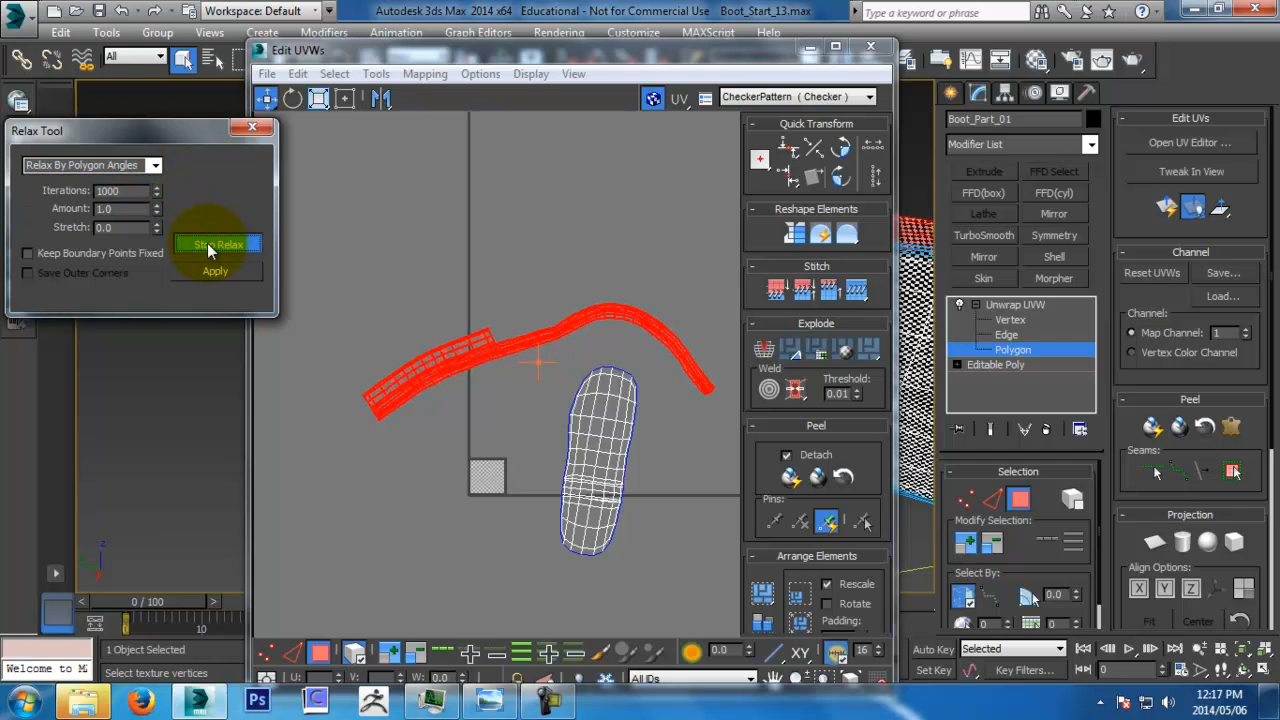 Workspace: Default
Autodesk 3ds Max 2014 x64 Educational - Not for Commercial Use Boot_Start_13.max
Type a keyword or phrase
Edit Tools Group Views Create Modifiers Animation Graph Editors Rendering Customize MAXScript Help
All
Edit UVWs
File Edit Select Tools Mapping Options Display View
UV
CheckerPattern ( Checker )
Relax Tool
Relax By Polygon Angles
Iterations: 1000
Amount: 1.0
Stretch: 0.0
Stop Relax
Keep Boundary Points Fixed
Apply
Save Outer Corners
Quick Transform
Reshape Elements
Stitch
Explode
Weld
Threshold:
0.01
Peel
Detach
Pins:
Arrange Elements
Rescale
Rotate
Padding:
Boot_Part_01
Modifier List
Extrude
FFD Select
FFD(box)
FFD(cyl)
Lathe
Mirror
TurboSmooth
Symmetry
Mirror
Shell
Skin
Morpher
Unwrap UVW
Vertex
Edge
Polygon
Editable Poly
Selection
Modify Selection:
Select By:
0.0
0
0
Edit UVs
Open UV Editor ...
Tweak In View
Channel
Reset UVWs
Save...
Load...
Channel:
Map Channel: 1
Vertex Color Channel
Peel
Seams:
Projection
Align Options:
X Y Z
Fit
Center
z
0 / 100
0
10
1 Object Selected
Welcome to M
Select texture vertices
0.0
XY
16
U:
V:
W: 0.0
All IDs
Auto Key
Selected
Set Key
Key Filters...
0
Ps
12:17 PM
2014/05/06